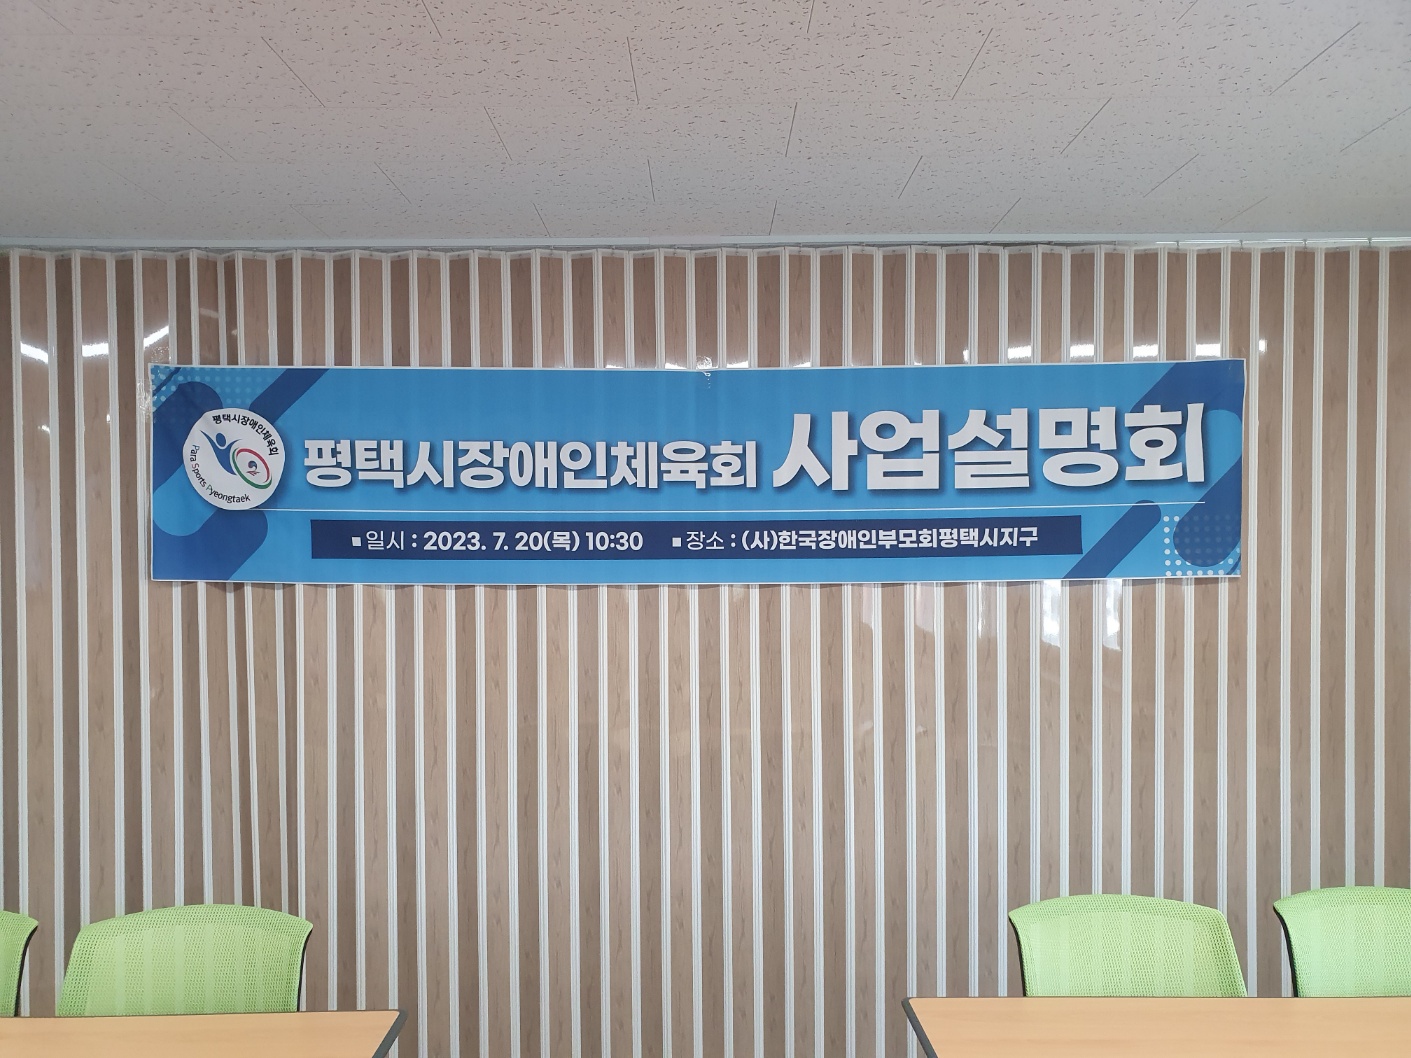 평택시장애인체육회
Para Sports Pyeongtaek
평택시장애인체육회 사업설명회
■ 일시 : 2023. 7. 20(목) 10:30 ■ 장소 : (사)한국장애인부모회평택시지구